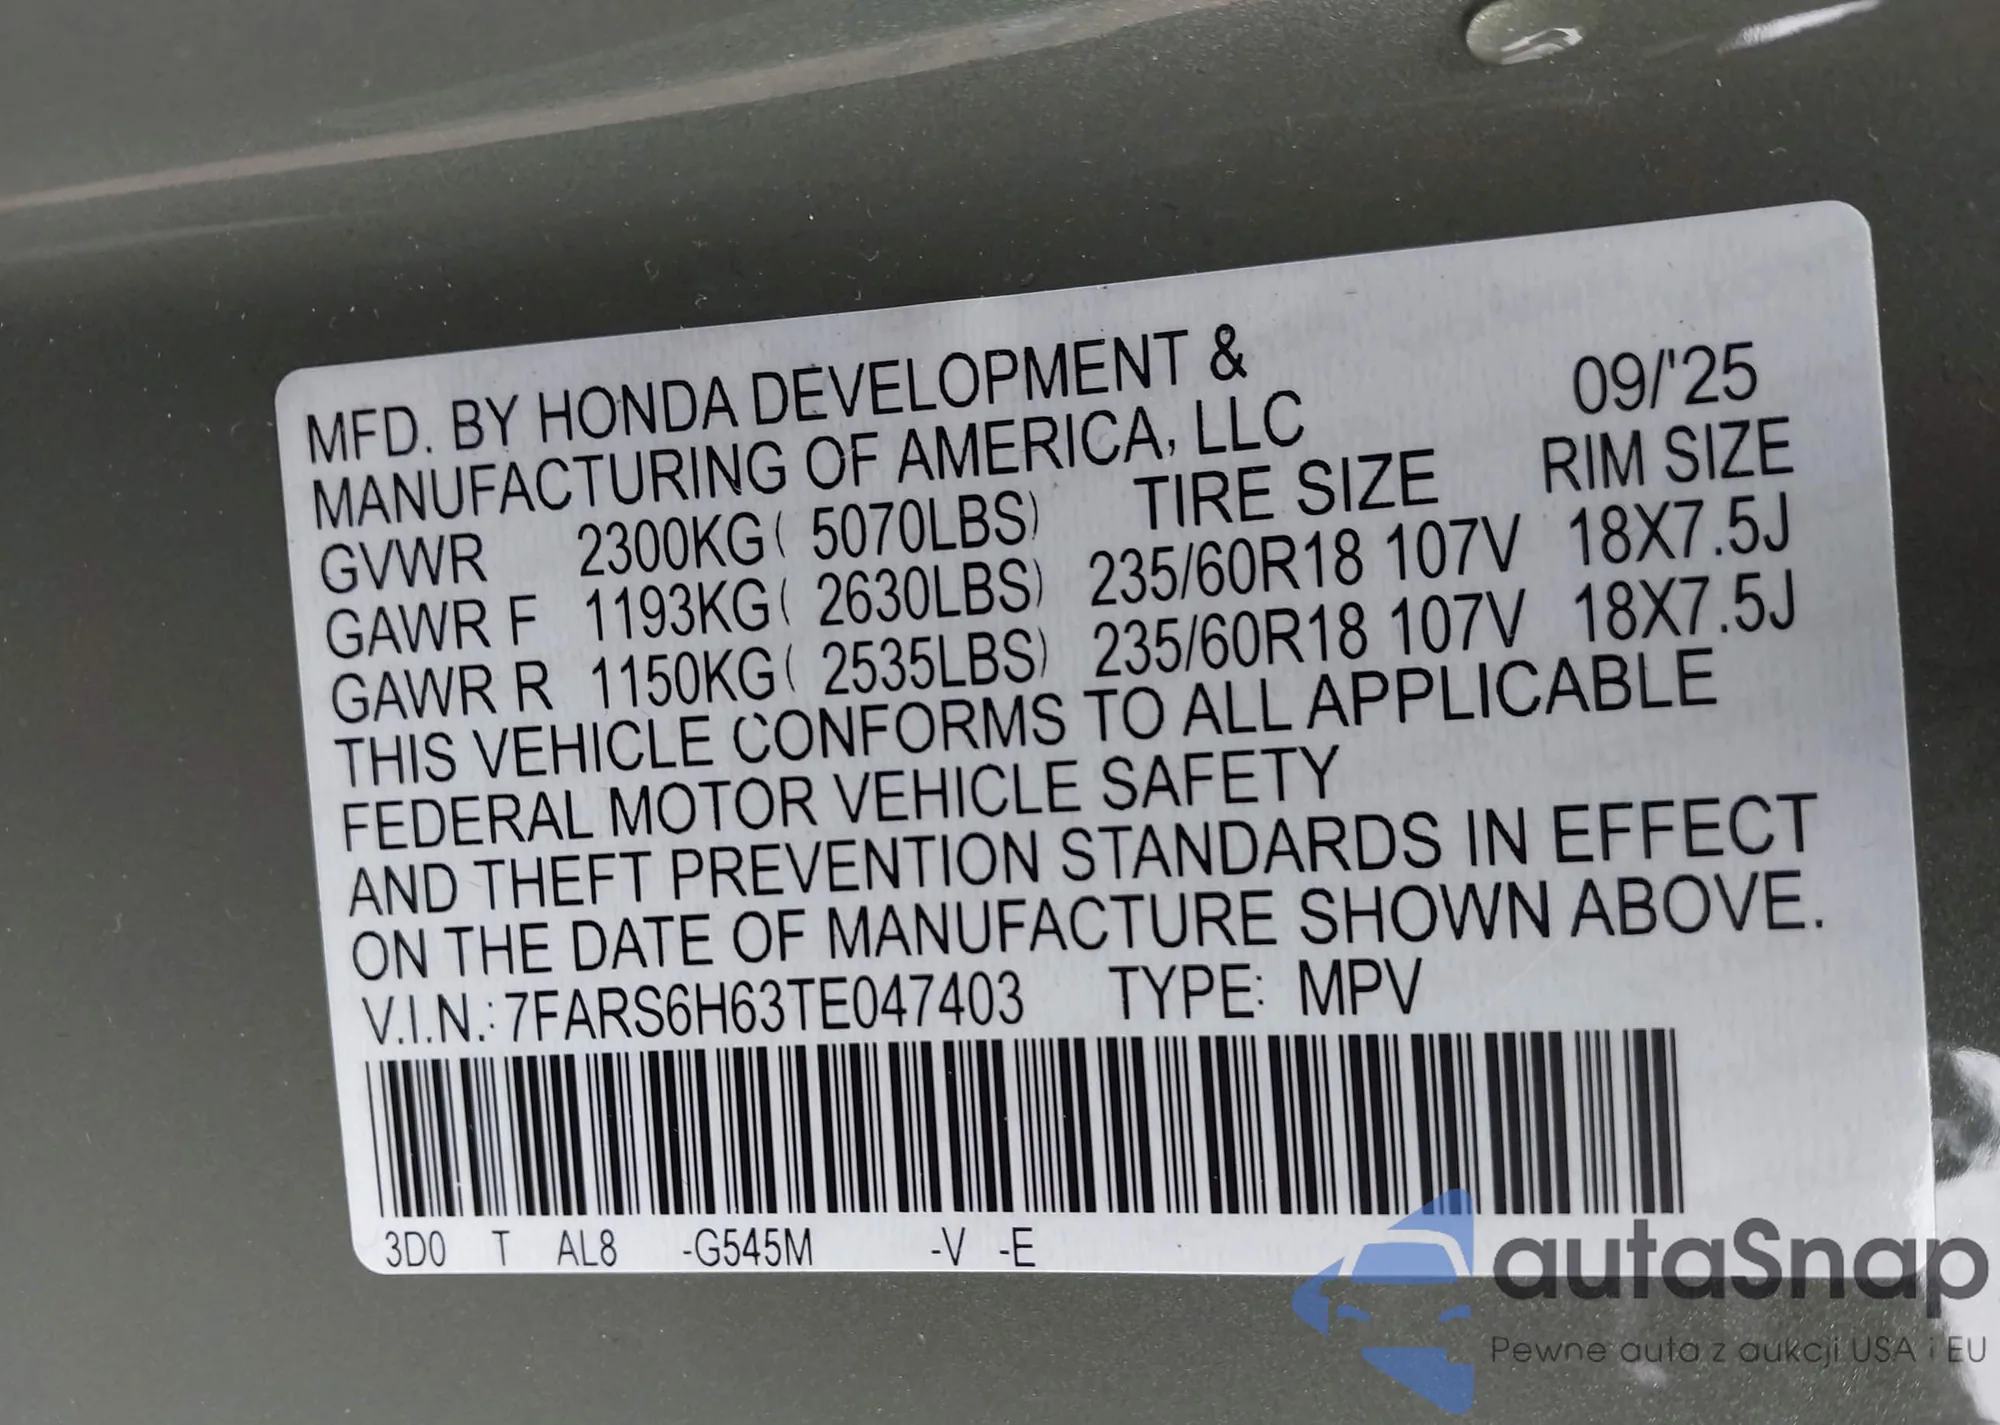 MFD. BY HONDA DEVELOPMENT &
MANUFACTURING OF AMERICA, LLC 09/'25
GVWR 2300KG( 5070LBS) TIRE SIZE RIM SIZE
GAWR F 1193KG( 2630LBS) 235/60R18 107V 18X7.5J
GAWR R 1150KG( 2535LBS) 235/60R18 107V 18X7.5J
THIS VEHICLE CONFORMS TO ALL APPLICABLE
FEDERAL MOTOR VEHICLE SAFETY
AND THEFT PREVENTION STANDARDS IN EFFECT
ON THE DATE OF MANUFACTURE SHOWN ABOVE.
V.I.N.: 7FARS6H63TE047403 TYPE: MPV
3D0 T AL8 -G545M -V -E
autaSnap
Pewne auta z aukcji USA i EU